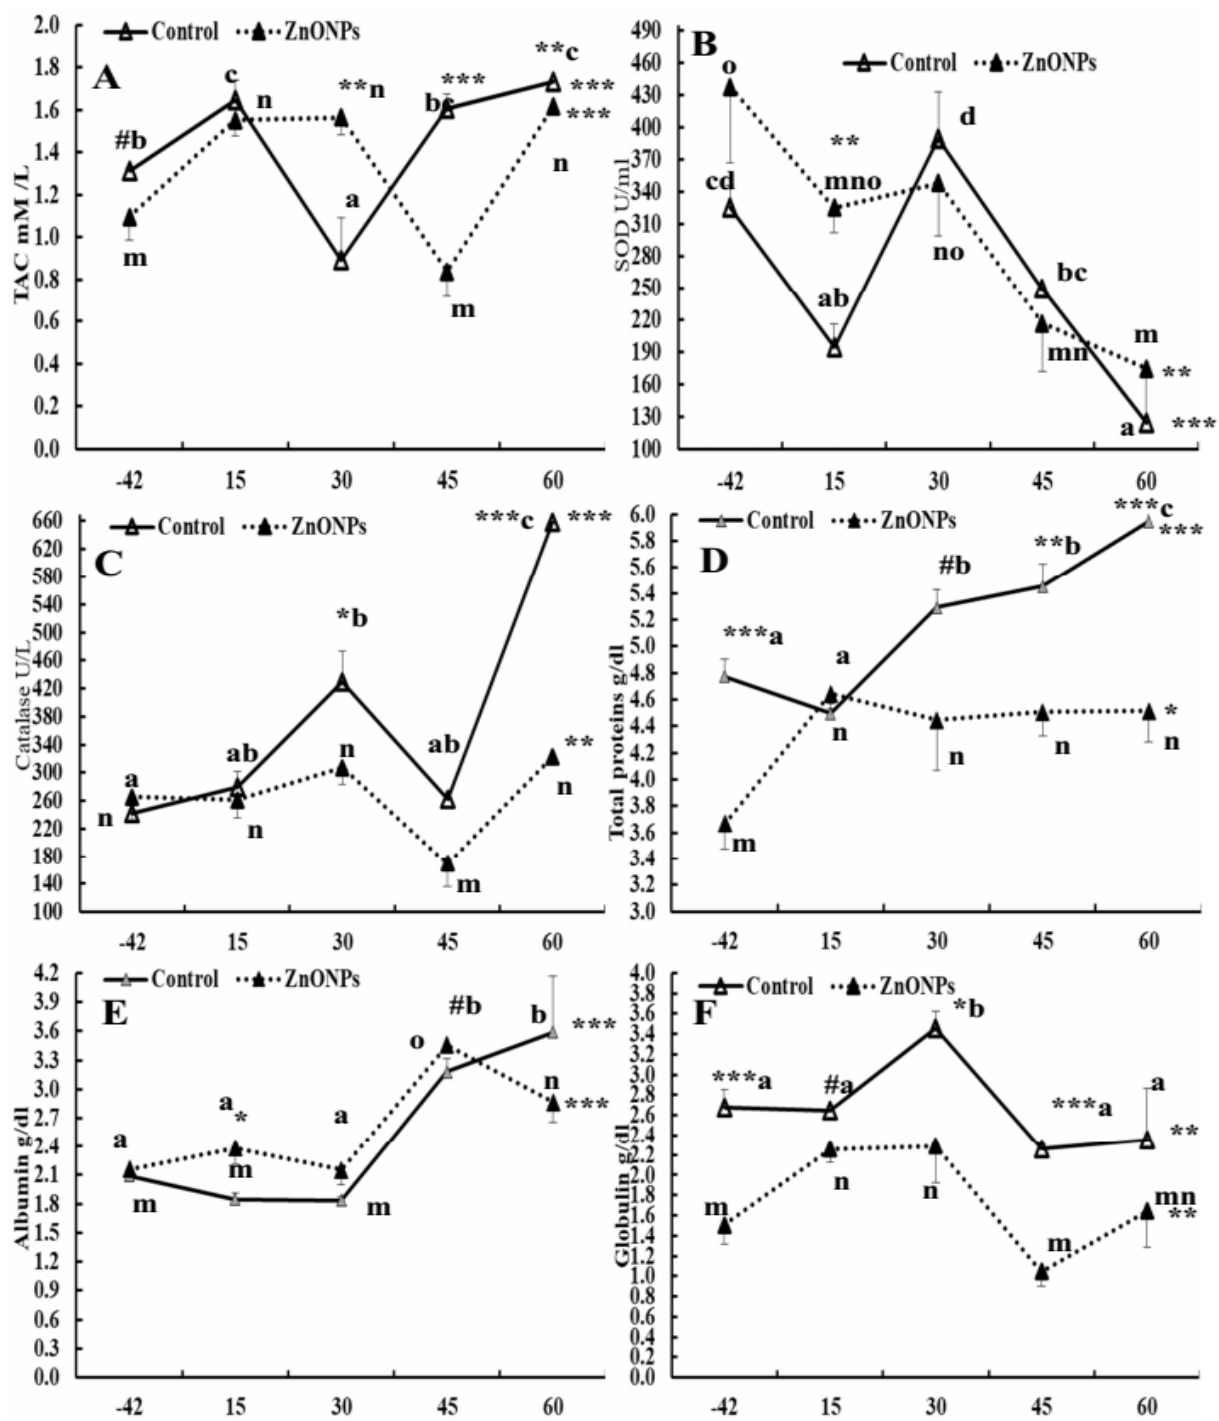 A
Control ZnONPs
TAC mM /L
2.0
1.8
1.6
1.4
1.2
1.0
0.8
0.6
0.4
0.2
0.0
#b
c
n
**n
***
bc
**c
***
***
a
n
m
m
-42 15 30 45 60
B
Control ZnONPs
SOD U/ml
490
460
430
400
370
340
310
280
250
220
190
160
130
100
o
d
**
cd
mno
no
bc
ab
mn
m
**
a
***
-42 15 30 45 60
C
Control ZnONPs
Catalase U/L
660
620
580
540
500
460
420
380
340
300
260
220
180
140
100
***c ***
*b
ab
n
ab
**
a
n
n
n
m
-42 15 30 45 60
D
Control ZnONPs
Total proteins g/dl
6.0
5.8
5.6
5.4
5.2
5.0
4.8
4.6
4.4
4.2
4.0
3.8
3.6
3.4
3.2
3.0
***c
***
**b
#b
***a
a
n
*
n
n
n
m
-42 15 30 45 60
E
Control ZnONPs
Albumin g/dl
4.2
3.9
3.6
3.3
3.0
2.7
2.4
2.1
1.8
1.5
1.2
0.9
0.6
0.3
0.0
#b
b
***
o
n
***
a
*
a
a
m
m
m
-42 15 30 45 60
F
Control ZnONPs
Globulin g/dl
4.0
3.8
3.6
3.4
3.2
3.0
2.8
2.6
2.4
2.2
2.0
1.8
1.6
1.4
1.2
1.0
0.8
0.6
0.4
0.2
0.0
*b
***a
#a
***a
a
**
n
n
mn
**
m
m
-42 15 30 45 60